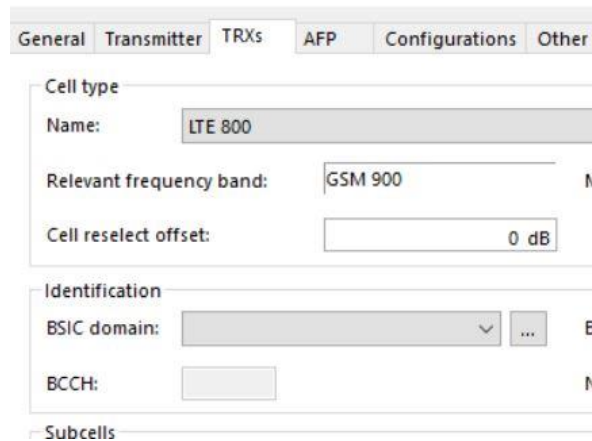 General Transmitter TRXs AFP Configurations Other
Cell type
Name: LTE 800
Relevant frequency band: GSM 900
Cell reselect offset: 0 dB
Identification
BSIC domain: ...
BCCH:
Subcells